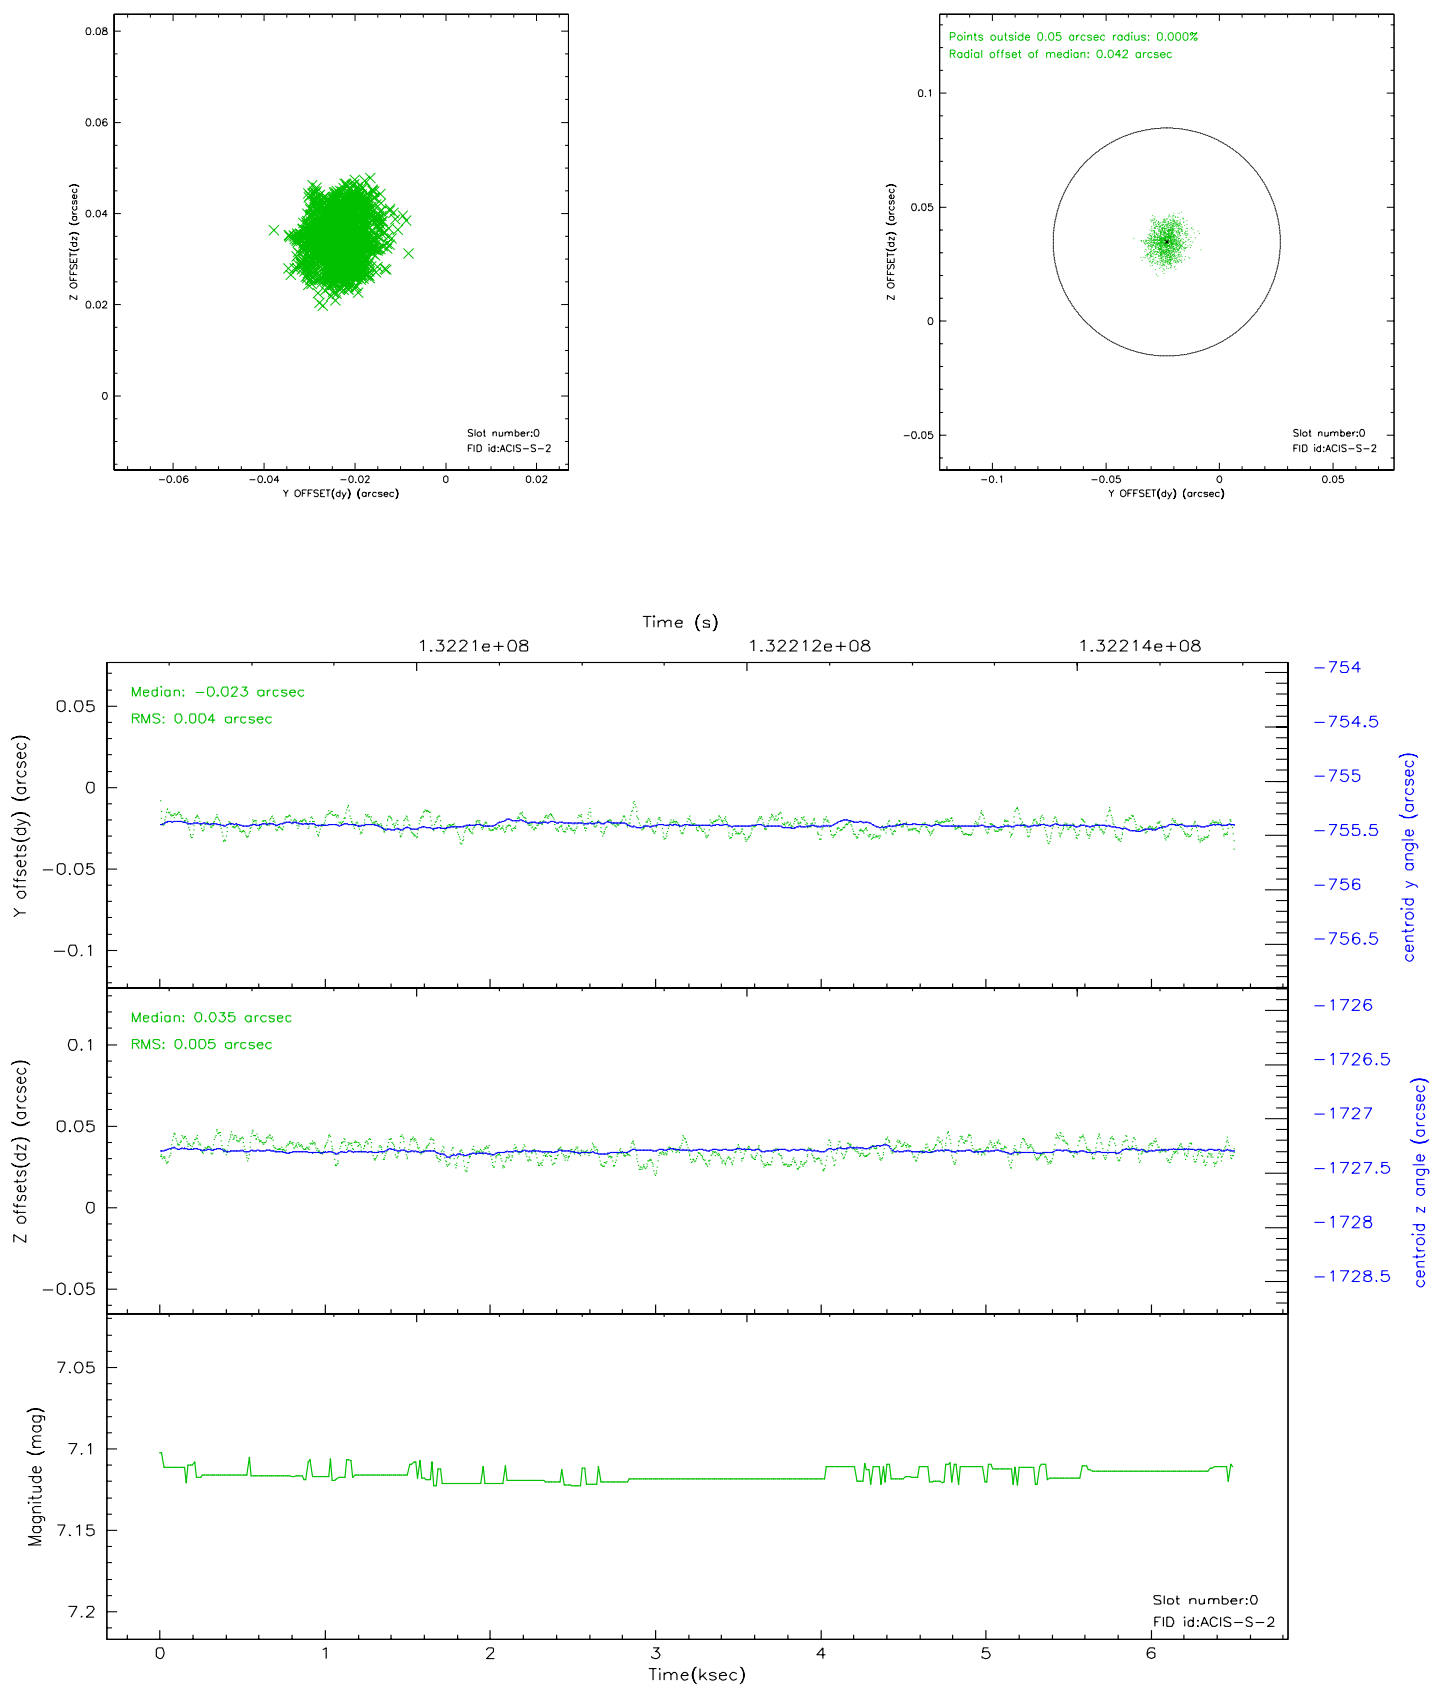 0.08
0.06
0.04
0.02
0
Z OFFSET(dz) (arcsec)
Slot number:0
FID id:ACIS-S-2
-0.06 -0.04 -0.02 0 0.02
Y OFFSET(dy) (arcsec)
Points outside 0.05 arcsec radius: 0.000%
Radial offset of median: 0.042 arcsec
0.1
0.05
0
-0.05
Z OFFSET(dz) (arcsec)
Slot number:0
FID id:ACIS-S-2
-0.1 -0.05 0 0.05
Y OFFSET(dy) (arcsec)
Time (s)
1.3221e+08 1.32212e+08 1.32214e+08
Median: -0.023 arcsec
RMS: 0.004 arcsec
0.05
0
-0.05
-0.1
Y offsets(dy) (arcsec)
-754
-754.5
-755
-755.5
-756
-756.5
centroid y angle (arcsec)
Median: 0.035 arcsec
RMS: 0.005 arcsec
0.1
0.05
0
-0.05
Z offsets(dz) (arcsec)
-1726
-1726.5
-1727
-1727.5
-1728
-1728.5
centroid z angle (arcsec)
7.05
7.1
7.15
7.2
Magnitude (mag)
Slot number:0
FID id:ACIS-S-2
0 1 2 3 4 5 6
Time(ksec)